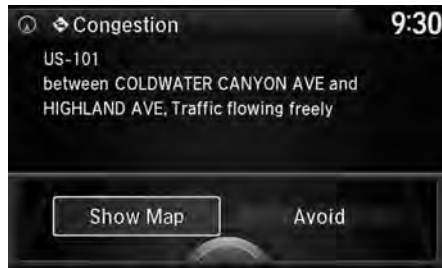 Congestion
9:30
US-101
between COLDWATER CANYON AVE and
HIGHLAND AVE, Traffic flowing freely
Show Map
Avoid